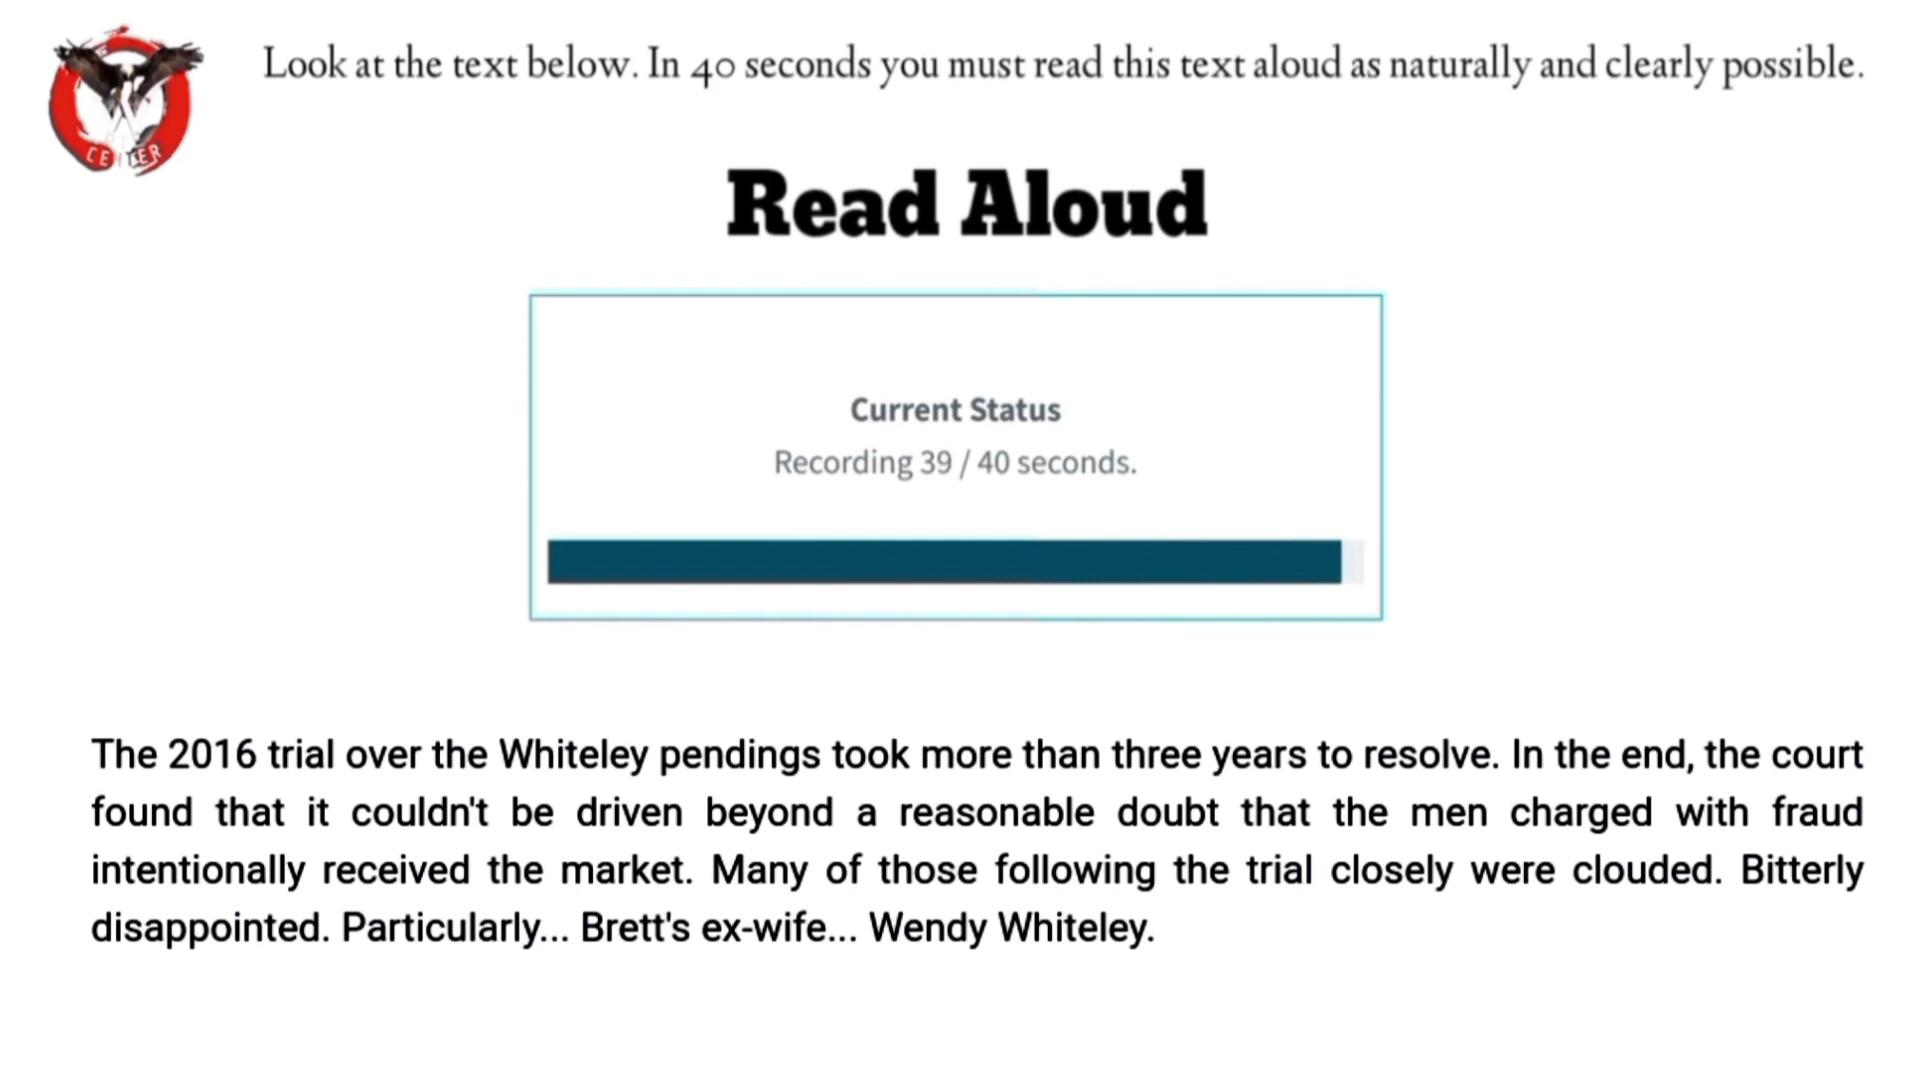 Look at the text below. In 40 seconds you must read this text aloud as naturally and clearly possible.
CENTER
Read Aloud
Current Status
Recording 39 / 40 seconds.
The 2016 trial over the Whiteley pendings took more than three years to resolve. In the end, the court
found that it couldn't be driven beyond a reasonable doubt that the men charged with fraud
intentionally received the market. Many of those following the trial closely were clouded. Bitterly
disappointed. Particularly... Brett's ex-wife... Wendy Whiteley.